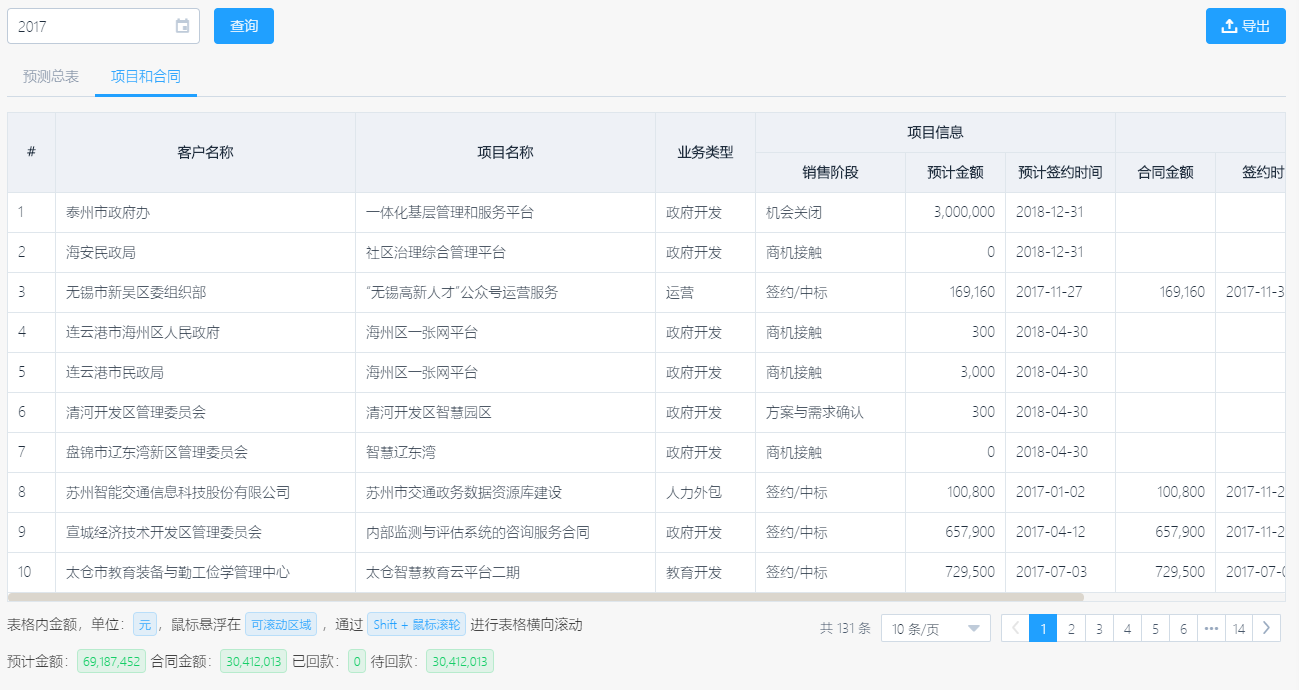 2017 查询 导出
预测总表 项目和合同
# 客户名称 项目名称 业务类型 项目信息
销售阶段 预计金额 预计签约时间 合同金额 签约时
1 泰州市政府办 一体化基层管理和服务平台 政府开发 机会关闭 3,000,000 2018-12-31
2 海安民政局 社区治理综合管理平台 政府开发 商机接触 0 2018-12-31
3 无锡市新吴区委组织部 “无锡高新人才”公众号运营服务 运营 签约/中标 169,160 2017-11-27 169,160 2017-11-3
4 连云港市海州区人民政府 海州区一张网平台 政府开发 商机接触 300 2018-04-30
5 连云港市民政局 海州区一张网平台 政府开发 商机接触 3,000 2018-04-30
6 清河开发区管理委员会 清河开发区智慧园区 政府开发 方案与需求确认 300 2018-04-30
7 盘锦市辽东湾新区管理委员会 智慧辽东湾 政府开发 商机接触 0 2018-04-30
8 苏州智能交通信息科技股份有限公司 苏州市交通政务数据资源库建设 人力外包 签约/中标 100,800 2017-01-02 100,800 2017-11-2
9 宣城经济技术开发区管理委员会 内部监测与评估系统的咨询服务合同 政府开发 签约/中标 657,900 2017-04-12 657,900 2017-11-2
10 太仓市教育装备与勤工俭学管理中心 太仓智慧教育云平台二期 教育开发 签约/中标 729,500 2017-07-03 729,500 2017-07-0
表格内金额，单位： 元 ，鼠标悬浮在 可滚动区域 ，通过 Shift + 鼠标滚轮 进行表格横向滚动 共 131 条 10 条/页 1 2 3 4 5 6 ••• 14
预计金额： 69,187,452 合同金额： 30,412,013 已回款： 0 待回款： 30,412,013